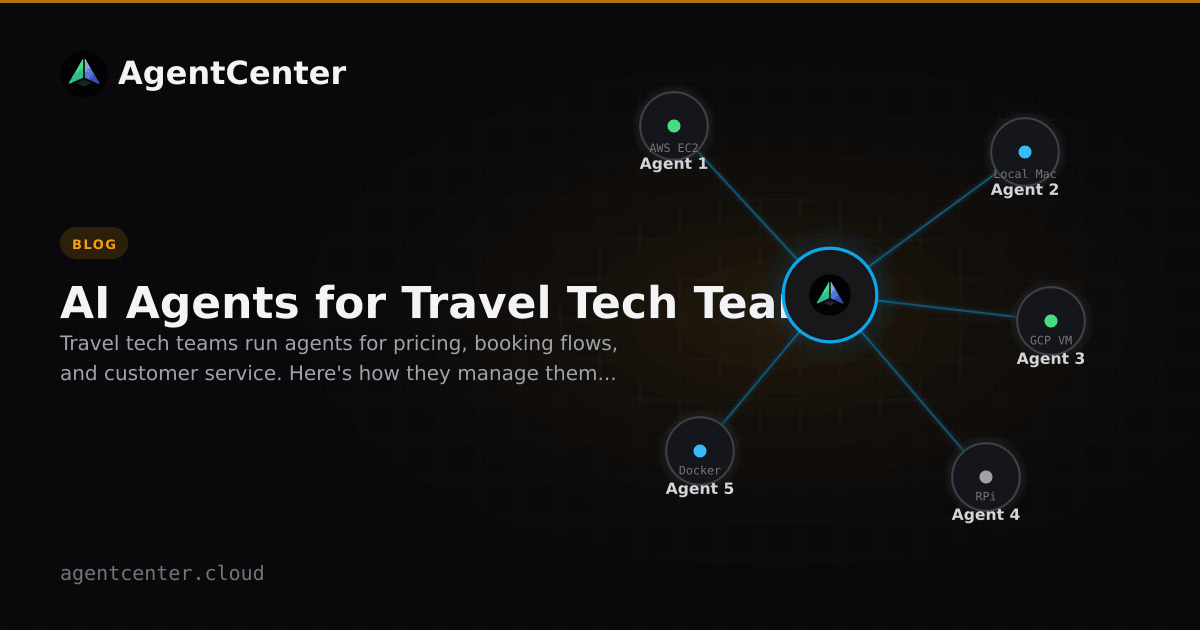 AgentCenter
BLOG
AI Agents for Travel Tech
Travel tech teams run agents for pricing, booking flows,
and customer service. Here's how they manage them...
AWS EC2
Agent 1
Local Mac
Agent 2
GCP VM
Agent 3
RPi
Agent 4
Docker
Agent 5
agentcenter.cloud